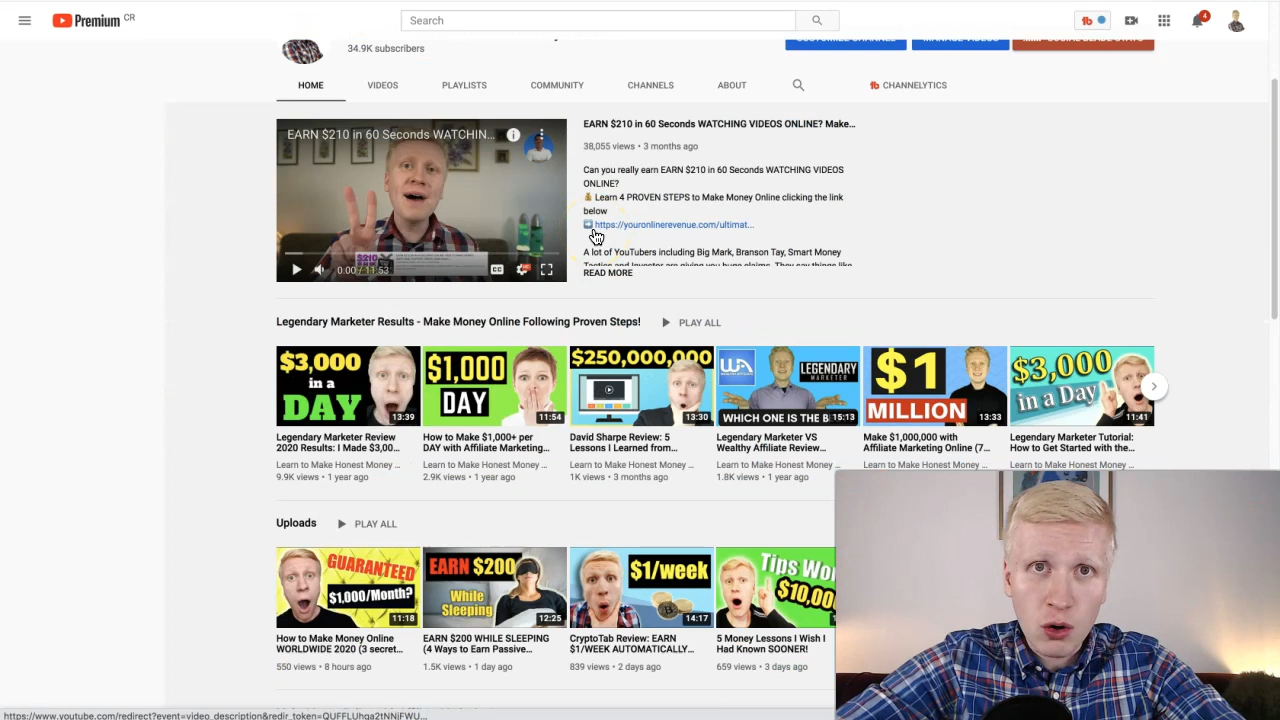 Premium CR
Search
4
34.9K subscribers
HOME
VIDEOS
PLAYLISTS
COMMUNITY
CHANNELS
ABOUT
CHANNELYTICS
EARN $210 in 60 Seconds WATCHIN...
0:00 / 11:53
EARN $210 in 60 Seconds WATCHING VIDEOS ONLINE? Make...
38,055 views • 3 months ago
Can you really earn EARN $210 in 60 Seconds WATCHING VIDEOS
ONLINE?
💰 Learn 4 PROVEN STEPS to Make Money Online clicking the link
below
➡️ https://youronlinerevenue.com/ultimat...
A lot of YouTubers including Big Mark, Branson Tay, Smart Money
Tactics and Investor are giving you huge claims. They say things like
READ MORE
Legendary Marketer Results - Make Money Online Following Proven Steps!
PLAY ALL
$3,000
in a
DAY
13:39
$1,000
DAY
11:54
$250,000,000
13:30
WA
LEGENDARY
MARKETER
WHICH ONE IS THE B
15:13
$1
MILLION
13:33
$3,000
in a Day
11:41
Legendary Marketer Review
2020 Results: I Made $3,00...
Learn to Make Honest Money ...
9.9K views • 1 year ago
How to Make $1,000+ per
DAY with Affiliate Marketing...
Learn to Make Honest Money ...
2.9K views • 1 year ago
David Sharpe Review: 5
Lessons I Learned from...
Learn to Make Honest Money ...
1K views • 3 months ago
Legendary Marketer VS
Wealthy Affiliate Review...
Learn to Make Honest Money ...
1.8K views • 1 year ago
Make $1,000,000 with
Affiliate Marketing Online (7...
Learn to Make Honest Money ...
Legendary Marketer Tutorial:
How to Get Started with the...
Learn to Make Honest Money ...
Uploads
PLAY ALL
GUARANTEED
$1,000/Month?
11:18
EARN $200
While
Sleeping
12:25
$1/week
14:17
Tips Wo
$10,00
How to Make Money Online
WORLDWIDE 2020 (3 secret...
550 views • 8 hours ago
EARN $200 WHILE SLEEPING
(4 Ways to Earn Passive...
1.5K views • 1 day ago
CryptoTab Review: EARN
$1/WEEK AUTOMATICALLY...
839 views • 2 days ago
5 Money Lessons I Wish I
Had Known SOONER!
659 views • 3 days ago